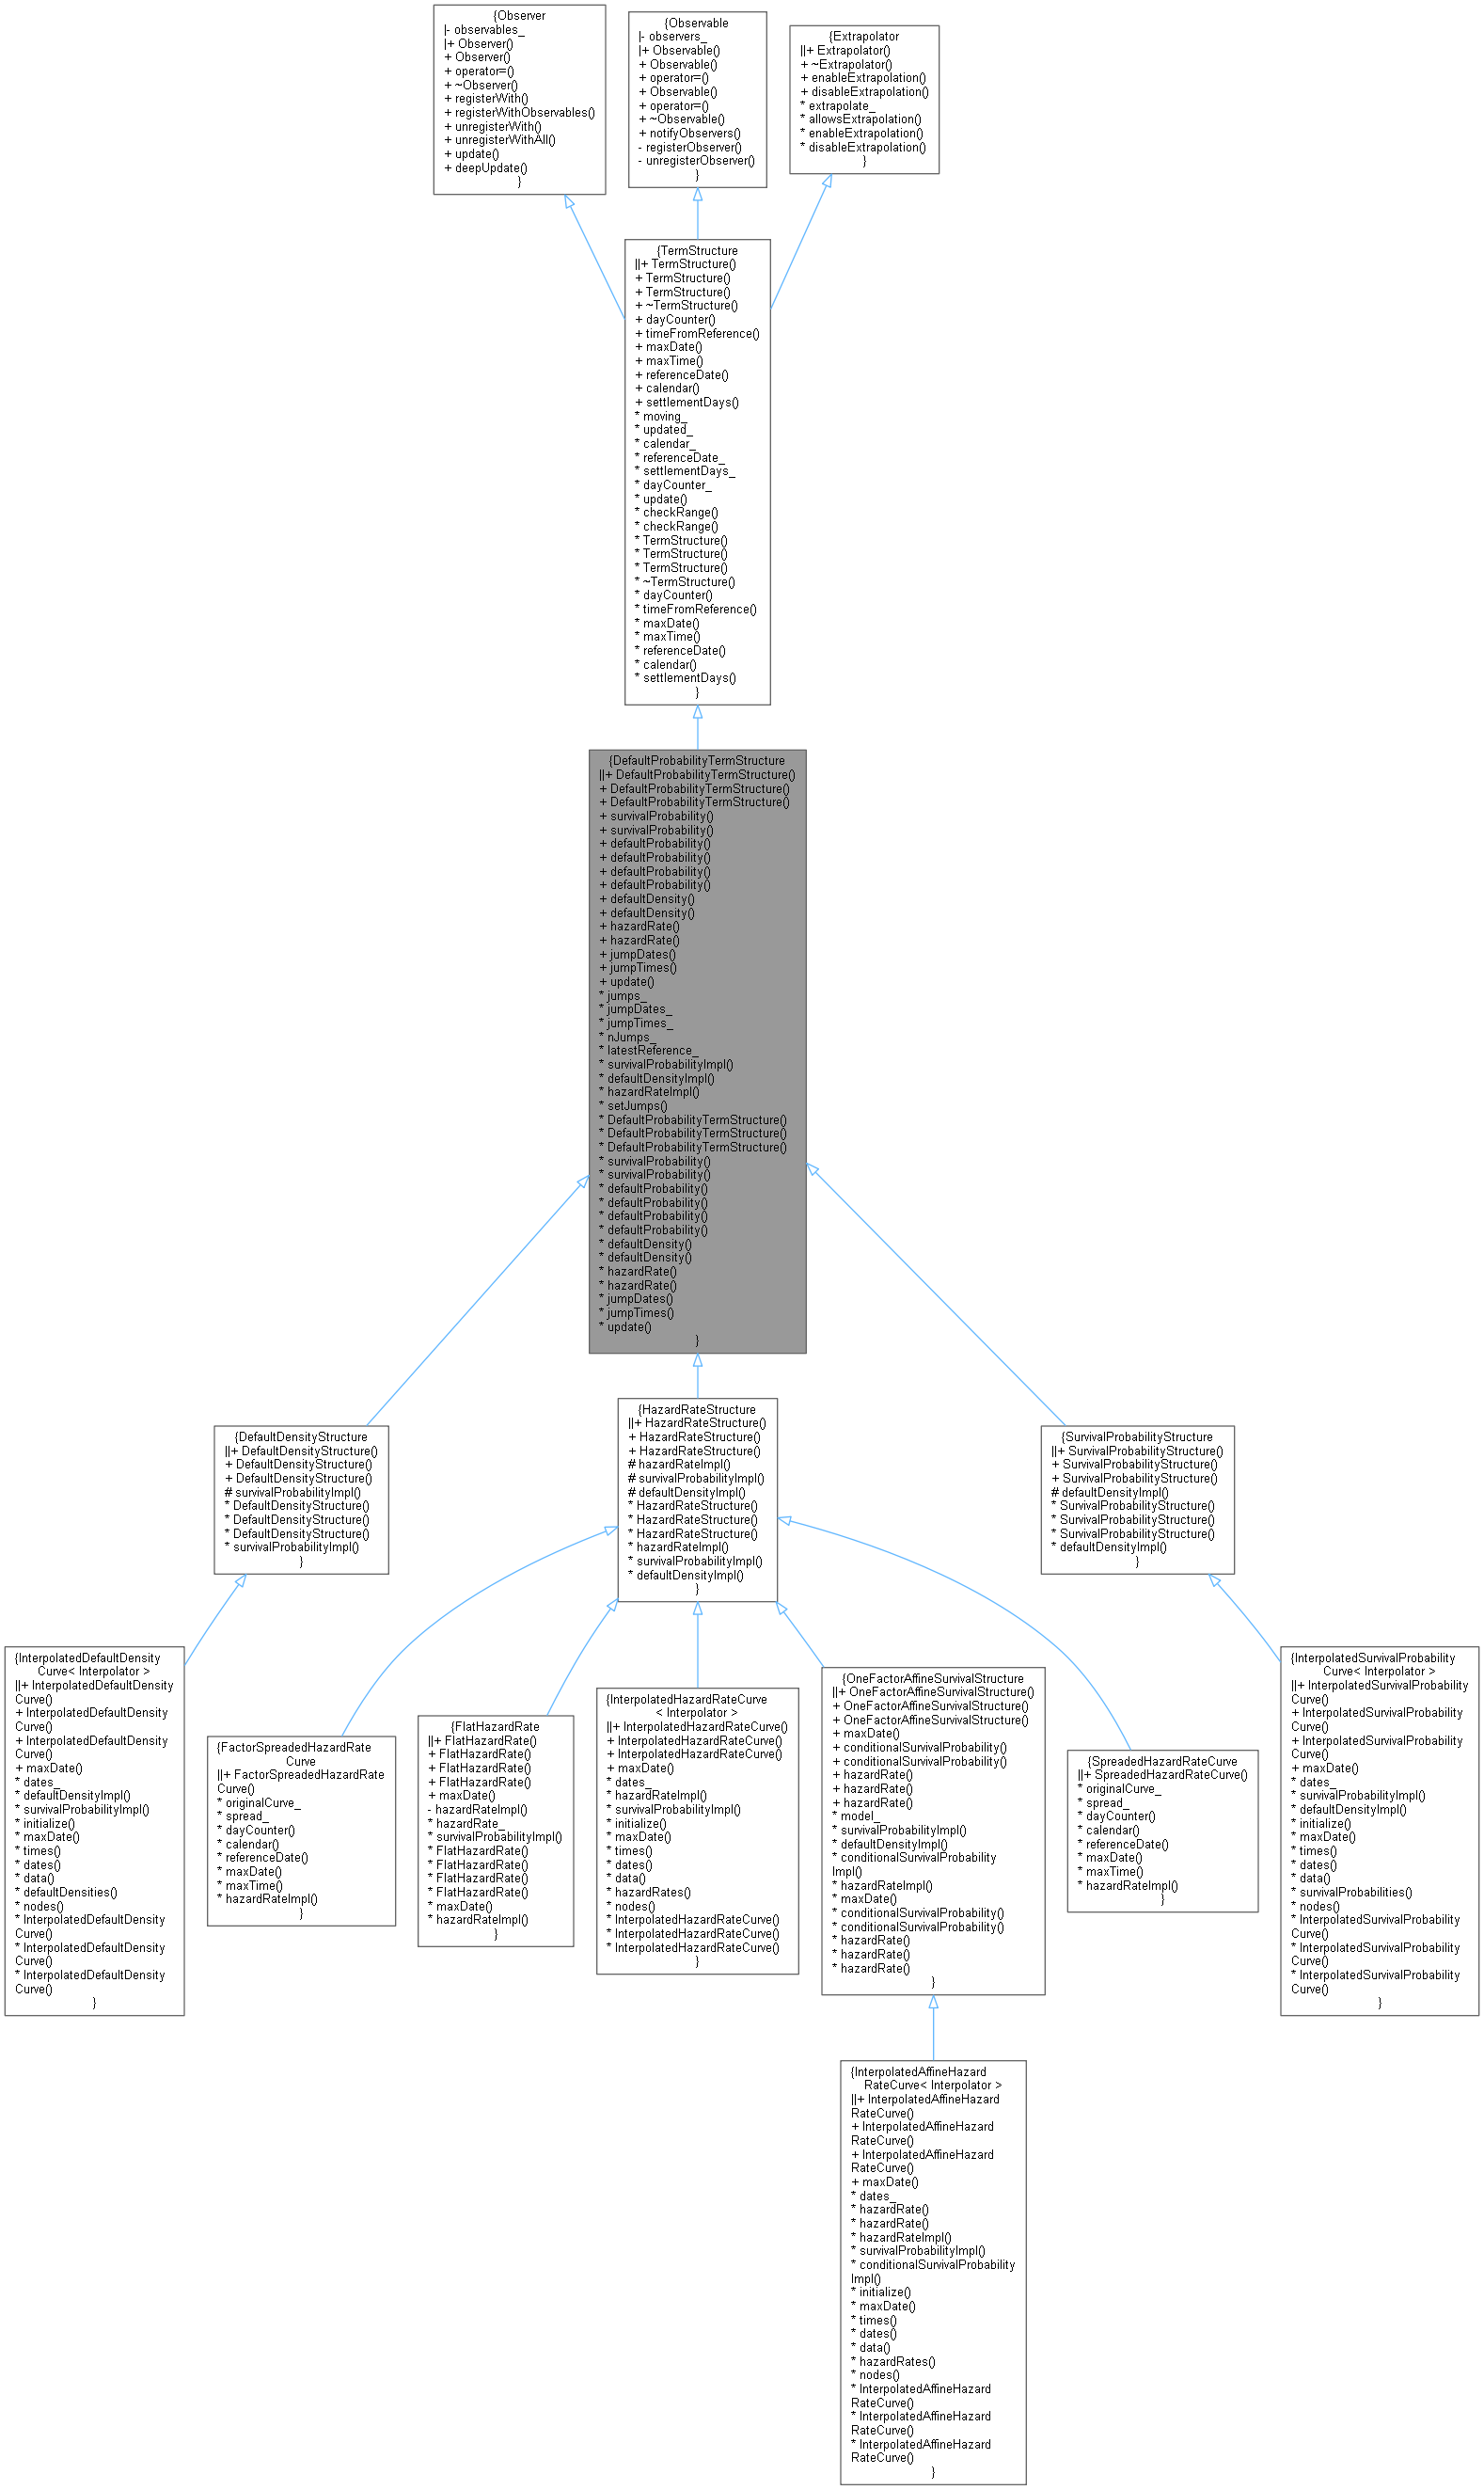 {Observer
|- observables_
|+ Observer()
+ Observer()
+ operator=()
+ ~Observer()
+ registerWith()
+ registerWithObservables()
+ unregisterWith()
+ unregisterWithAll()
+ update()
+ deepUpdate()
}
{Observable
|- observers_
|+ Observable()
+ Observable()
+ operator=()
+ Observable()
+ operator=()
+ ~Observable()
+ notifyObservers()
- registerObserver()
- unregisterObserver()
}
{Extrapolator
||+ Extrapolator()
+ ~Extrapolator()
+ enableExtrapolation()
+ disableExtrapolation()
* extrapolate_
* allowsExtrapolation()
* enableExtrapolation()
* disableExtrapolation()
}
{TermStructure
||+ TermStructure()
+ TermStructure()
+ TermStructure()
+ ~TermStructure()
+ dayCounter()
+ timeFromReference()
+ maxDate()
+ maxTime()
+ referenceDate()
+ calendar()
+ settlementDays()
* moving_
* updated_
* calendar_
* referenceDate_
* settlementDays_
* dayCounter_
* update()
* checkRange()
* checkRange()
* TermStructure()
* TermStructure()
* TermStructure()
* ~TermStructure()
* dayCounter()
* timeFromReference()
* maxDate()
* maxTime()
* referenceDate()
* calendar()
* settlementDays()
}
{DefaultProbabilityTermStructure
||+ DefaultProbabilityTermStructure()
+ DefaultProbabilityTermStructure()
+ DefaultProbabilityTermStructure()
+ survivalProbability()
+ survivalProbability()
+ defaultProbability()
+ defaultProbability()
+ defaultProbability()
+ defaultProbability()
+ defaultDensity()
+ defaultDensity()
+ hazardRate()
+ hazardRate()
+ jumpDates()
+ jumpTimes()
+ update()
* jumps_
* jumpDates_
* jumpTimes_
* nJumps_
* latestReference_
* survivalProbabilityImpl()
* defaultDensityImpl()
* hazardRateImpl()
* setJumps()
* DefaultProbabilityTermStructure()
* DefaultProbabilityTermStructure()
* DefaultProbabilityTermStructure()
* survivalProbability()
* survivalProbability()
* defaultProbability()
* defaultProbability()
* defaultProbability()
* defaultProbability()
* defaultDensity()
* defaultDensity()
* hazardRate()
* hazardRate()
* jumpDates()
* jumpTimes()
* update()
}
{DefaultDensityStructure
||+ DefaultDensityStructure()
+ DefaultDensityStructure()
+ DefaultDensityStructure()
# survivalProbabilityImpl()
* DefaultDensityStructure()
* DefaultDensityStructure()
* DefaultDensityStructure()
* survivalProbabilityImpl()
}
{HazardRateStructure
||+ HazardRateStructure()
+ HazardRateStructure()
+ HazardRateStructure()
# hazardRateImpl()
# survivalProbabilityImpl()
# defaultDensityImpl()
* HazardRateStructure()
* HazardRateStructure()
* HazardRateStructure()
* hazardRateImpl()
* survivalProbabilityImpl()
* defaultDensityImpl()
}
{SurvivalProbabilityStructure
||+ SurvivalProbabilityStructure()
+ SurvivalProbabilityStructure()
+ SurvivalProbabilityStructure()
# defaultDensityImpl()
* SurvivalProbabilityStructure()
* SurvivalProbabilityStructure()
* SurvivalProbabilityStructure()
* defaultDensityImpl()
}
{InterpolatedDefaultDensity
Curve< Interpolator >
||+ InterpolatedDefaultDensity
Curve()
+ InterpolatedDefaultDensity
Curve()
+ InterpolatedDefaultDensity
Curve()
+ maxDate()
* dates_
* defaultDensityImpl()
* survivalProbabilityImpl()
* initialize()
* maxDate()
* times()
* dates()
* data()
* defaultDensities()
* nodes()
* InterpolatedDefaultDensity
Curve()
* InterpolatedDefaultDensity
Curve()
* InterpolatedDefaultDensity
Curve()
}
{FactorSpreadedHazardRate
Curve
||+ FactorSpreadedHazardRate
Curve()
* originalCurve_
* spread_
* dayCounter()
* calendar()
* referenceDate()
* maxDate()
* maxTime()
* hazardRateImpl()
}
{FlatHazardRate
||+ FlatHazardRate()
+ FlatHazardRate()
+ FlatHazardRate()
+ FlatHazardRate()
+ maxDate()
- hazardRateImpl()
* hazardRate_
* survivalProbabilityImpl()
* FlatHazardRate()
* FlatHazardRate()
* FlatHazardRate()
* FlatHazardRate()
* maxDate()
* hazardRateImpl()
}
{InterpolatedHazardRateCurve
< Interpolator >
||+ InterpolatedHazardRateCurve()
+ InterpolatedHazardRateCurve()
+ InterpolatedHazardRateCurve()
+ maxDate()
* dates_
* hazardRateImpl()
* survivalProbabilityImpl()
* initialize()
* maxDate()
* times()
* dates()
* data()
* hazardRates()
* nodes()
* InterpolatedHazardRateCurve()
* InterpolatedHazardRateCurve()
* InterpolatedHazardRateCurve()
}
{OneFactorAffineSurvivalStructure
||+ OneFactorAffineSurvivalStructure()
+ OneFactorAffineSurvivalStructure()
+ OneFactorAffineSurvivalStructure()
+ maxDate()
+ conditionalSurvivalProbability()
+ conditionalSurvivalProbability()
+ hazardRate()
+ hazardRate()
+ hazardRate()
* model_
* survivalProbabilityImpl()
* defaultDensityImpl()
* conditionalSurvivalProbability
Impl()
* hazardRateImpl()
* maxDate()
* conditionalSurvivalProbability()
* conditionalSurvivalProbability()
* hazardRate()
* hazardRate()
* hazardRate()
}
{SpreadedHazardRateCurve
||+ SpreadedHazardRateCurve()
* originalCurve_
* spread_
* dayCounter()
* calendar()
* referenceDate()
* maxDate()
* maxTime()
* hazardRateImpl()
}
{InterpolatedSurvivalProbability
Curve< Interpolator >
||+ InterpolatedSurvivalProbability
Curve()
+ InterpolatedSurvivalProbability
Curve()
+ InterpolatedSurvivalProbability
Curve()
+ maxDate()
* dates_
* survivalProbabilityImpl()
* defaultDensityImpl()
* initialize()
* maxDate()
* times()
* dates()
* data()
* survivalProbabilities()
* nodes()
* InterpolatedSurvivalProbability
Curve()
* InterpolatedSurvivalProbability
Curve()
* InterpolatedSurvivalProbability
Curve()
}
{InterpolatedAffineHazard
RateCurve< Interpolator >
||+ InterpolatedAffineHazard
RateCurve()
+ InterpolatedAffineHazard
RateCurve()
+ InterpolatedAffineHazard
RateCurve()
+ maxDate()
* dates_
* hazardRate()
* hazardRate()
* hazardRateImpl()
* survivalProbabilityImpl()
* conditionalSurvivalProbability
Impl()
* initialize()
* maxDate()
* times()
* dates()
* data()
* hazardRates()
* nodes()
* InterpolatedAffineHazard
RateCurve()
* InterpolatedAffineHazard
RateCurve()
* InterpolatedAffineHazard
RateCurve()
}